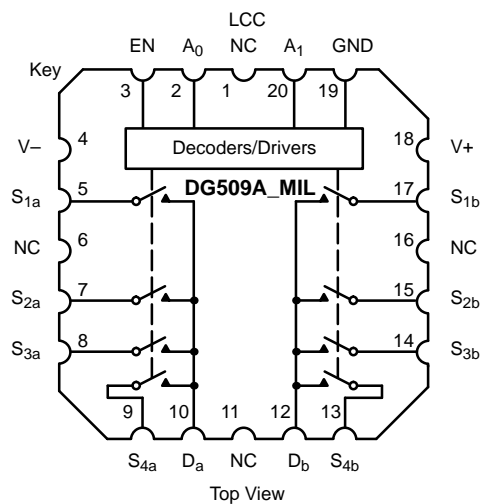 LCC
EN A0 NC A1 GND
Key
3 2 1 20 19
V– 4 18 V+
Decoders/Drivers
S1a 5 DG509A_MIL 17 S1b
NC 6 16 NC
S2a 7 15 S2b
S3a 8 14 S3b
9 10 11 12 13
S4a Da NC Db S4b
Top View